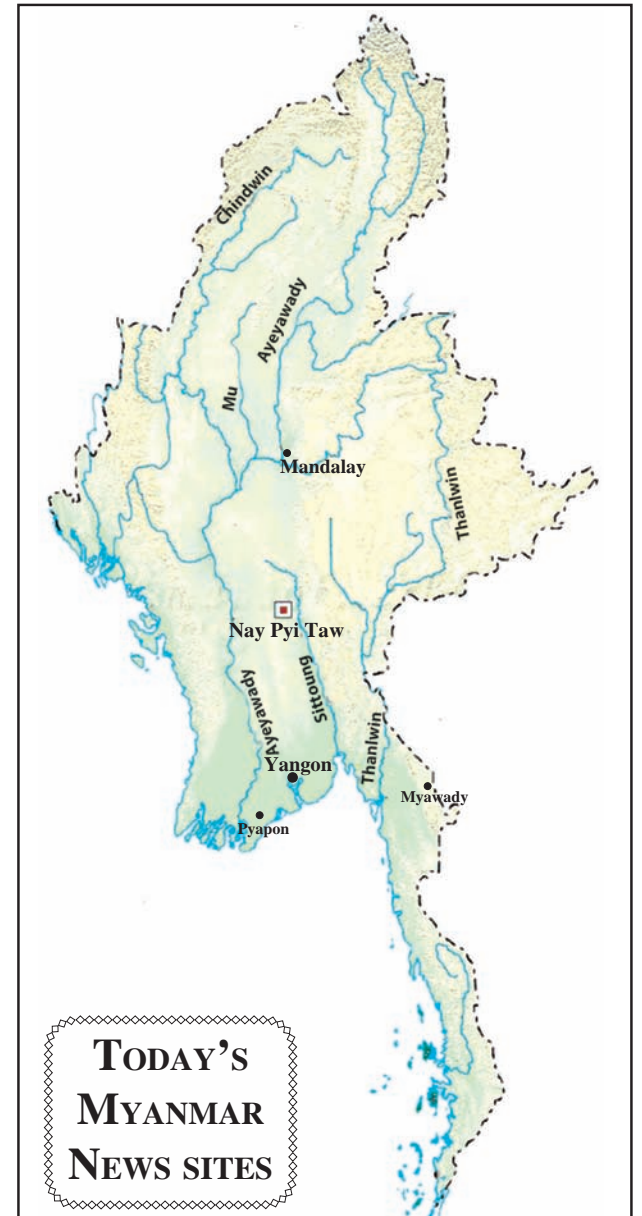 Chindwin
Ayeyawady
Mu
Mandalay
Thanlwin
Nay Pyi Taw
Sittoung
Ayeyawady
Thanlwin
Yangon
Myawady
Pyapon
TODAY'S
MYANMAR
NEWS SITES